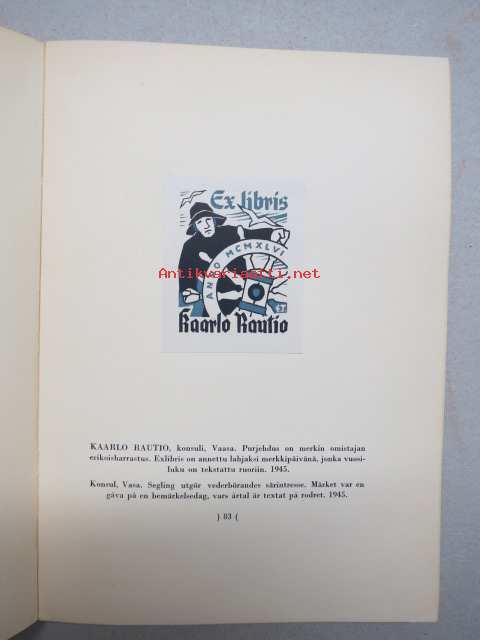 Ex libris
ANNO MCMXLVI
Antikvariaatti.net
Kaarlo Rautio
KAARLO RAUTIO, konsuli, Vaasa. Purjehdus on merkin omistajan
erikoisharrastus. Exlibris on annettu lahjaksi merkkipäivänä, jonka vuosi-
luku on tekstattu ruoriin. 1945.
Konsul, Vasa. Segling utgör vederbörandes särintresse. Märket var en
gåva på en bemärkelsedag, vars årtal är textat på rodret. 1945.
) 83 (